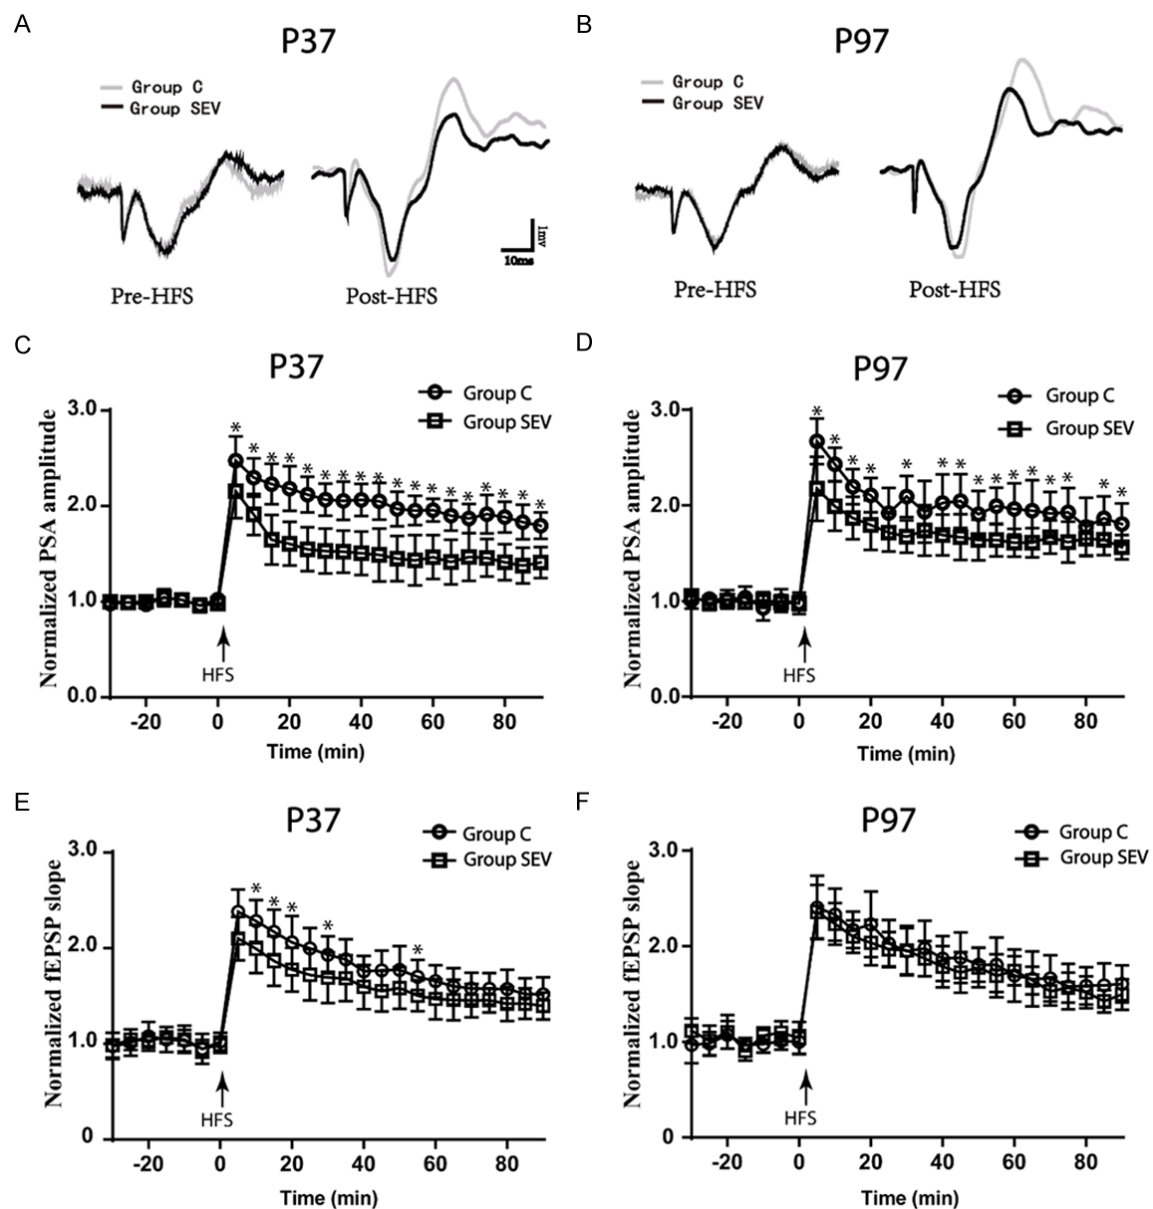 A
P37
Group C
Group SEV
Pre-HFS
Post-HFS
1mv
10ms
B
P97
Group C
Group SEV
Pre-HFS
Post-HFS
C
P37
Group C
Group SEV
Normalized PSA amplitude
3.0
2.0
1.0
0.0
* * * * * * * * * * * * * * * * * *
HFS
-20 0 20 40 60 80
Time (min)
D
P97
Group C
Group SEV
Normalized PSA amplitude
3.0
2.0
1.0
0.0
* * * * * * * * * * * * * * *
HFS
-20 0 20 40 60 80
Time (min)
E
P37
Group C
Group SEV
Normalized fEPSP slope
3.0
2.0
1.0
0
* * * * *
HFS
-20 0 20 40 60 80
Time (min)
F
P97
Group C
Group SEV
Normalized fEPSP slope
3.0
2.0
1.0
0
HFS
-20 0 20 40 60 80
Time (min)